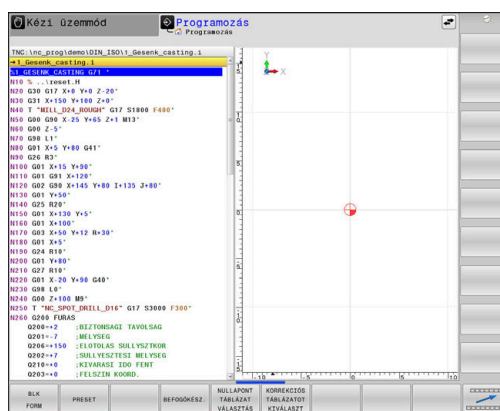 Kézi üzemmód
Programozás
Programozás
TNC:\nc_prog\demo\DIN_ISO\1_Gesenk_casting.i
→1_Gesenk_casting.i
%1_GESENK_CASTING G71 *
N10 % ..\reset.H
N20 G30 G17 X+0 Y+0 Z-20*
N30 G31 X+150 Y+100 Z+0*
N40 T "MILL_D24_ROUGH" G17 S1800 F400*
N50 G00 G90 X-25 Y+65 Z+1 M13*
N60 G00 Z-5*
N70 G98 L1*
N80 G01 X+5 Y+80 G41*
N90 G26 R3*
N100 G01 X+15 Y+90*
N110 G01 G91 X+120*
N120 G02 G90 X+145 Y+80 I+135 J+80*
N130 G01 Y+50*
N140 G25 R20*
N150 G01 X+130 Y+5*
N160 G01 X+100*
N170 G03 X+50 Y+12 R+30*
N180 G01 X+5*
N190 G24 R10*
N200 G01 Y+80*
N210 G27 R10*
N220 G01 X-20 Y+90 G40*
N230 G98 L0*
N240 G00 Z+100 M9*
N250 T "NC_SPOT_DRILL_D16" G17 S3000 F300*
N260 G200 FURAS
Q200=+2 ;BIZTONSAGI TAVOLSAG
Q201=-7 ;MELYSEG
Q206=+150 ;ELOTOLAS SULLYSZTKOR
Q202=+7 ;SULLYESZTESI MELYSEG
Q210=+0 ;KIVARASI IDO FENT
Q203=+0 ;FELSZIN KOORD.
Y
X
BLK
FORM
PRESET
BEFOGÓKÉSZ.
NULLAPONT
TÁBLÁZAT
VÁLASZTÁS
KORREKCIÓS
TÁBLÁZATOT
KIVÁLASZT